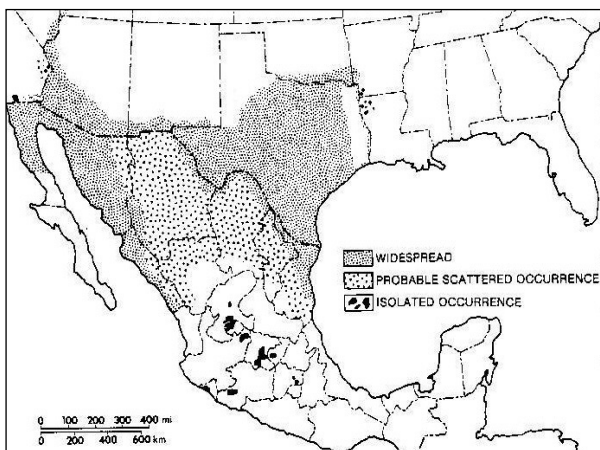 WIDESPREAD
PROBABLE SCATTERED OCCURRENCE
ISOLATED OCCURRENCE
0 100 200 300 400 mi
0 200 400 600 km